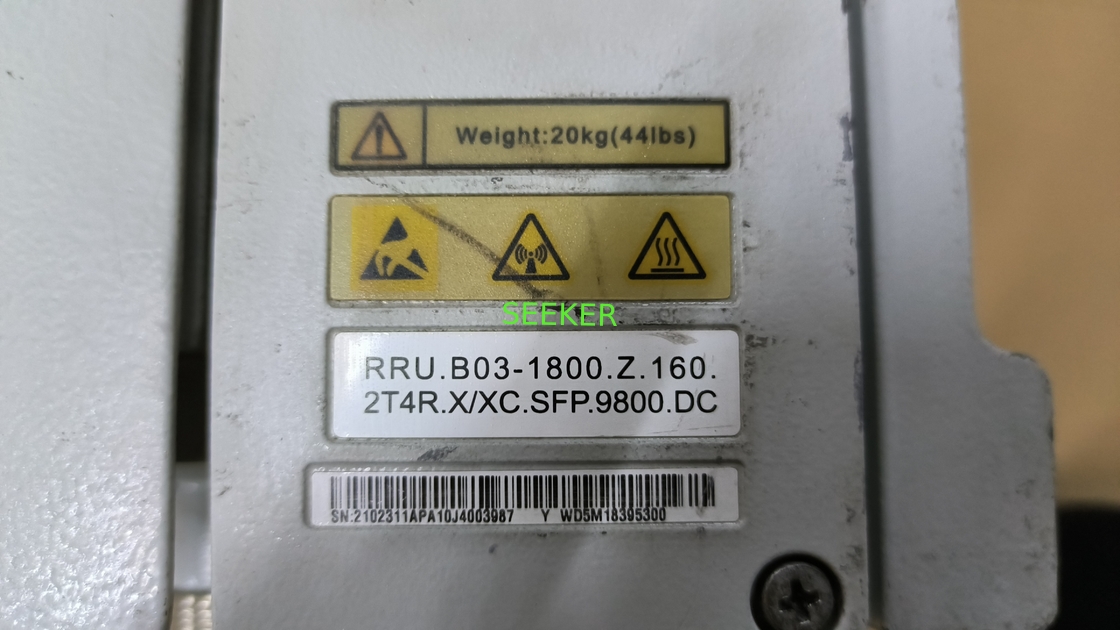 Weight:20kg(44lbs)
SEEKER
RRU.B03-1800.Z.160.
2T4R.X/XC.SFP.9800.DC
SN:2102311APA10J4003987 Y WD5M18395300